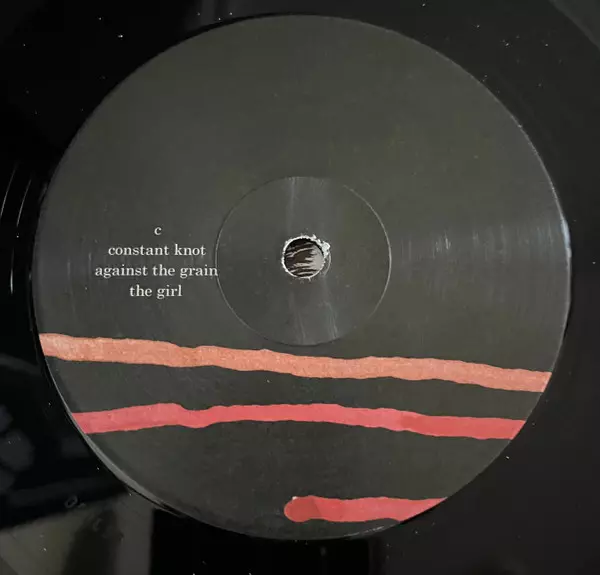 c
constant knot
against the grain
the girl